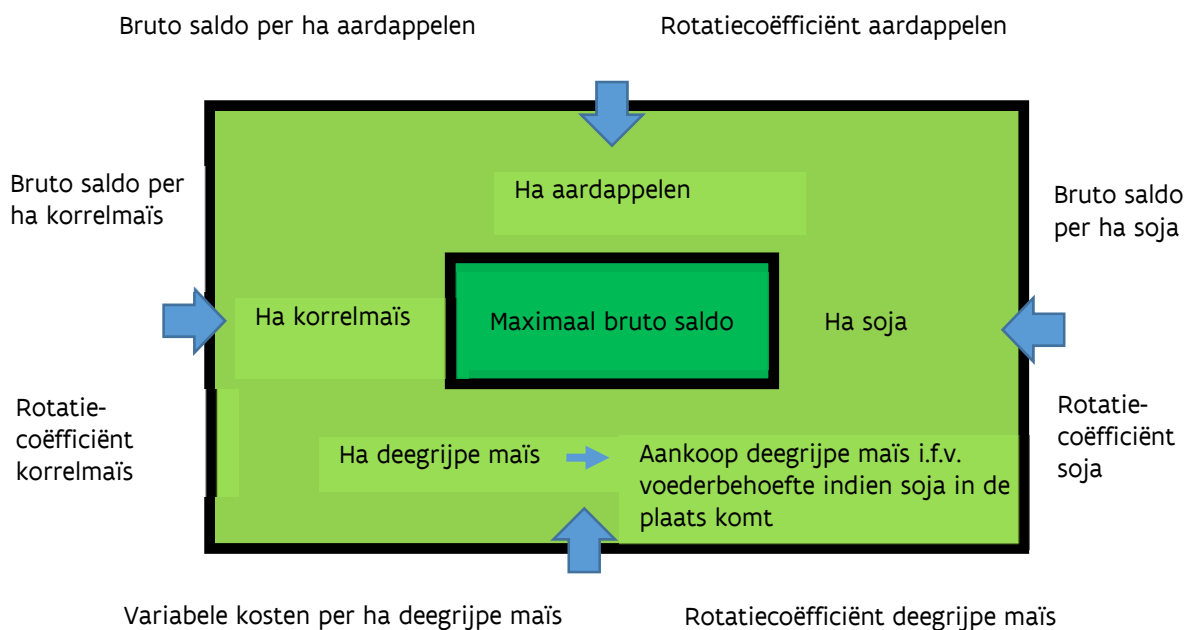 Bruto saldo per ha aardappelen
Rotatiecoëfficiënt aardappelen
Bruto saldo per
ha korrelmaïs
Ha aardappelen
Bruto saldo
per ha soja
Ha korrelmaïs
Maximaal bruto saldo
Ha soja
Rotatie-
coëfficiënt
korrelmaïs
Rotatie-
coëfficiënt
soja
Ha deegrijpe maïs
Aankoop deegrijpe maïs i.f.v.
voederbehoefte indien soja in de
plaats komt
Variabele kosten per ha deegrijpe maïs
Rotatiecoëfficiënt deegrijpe maïs